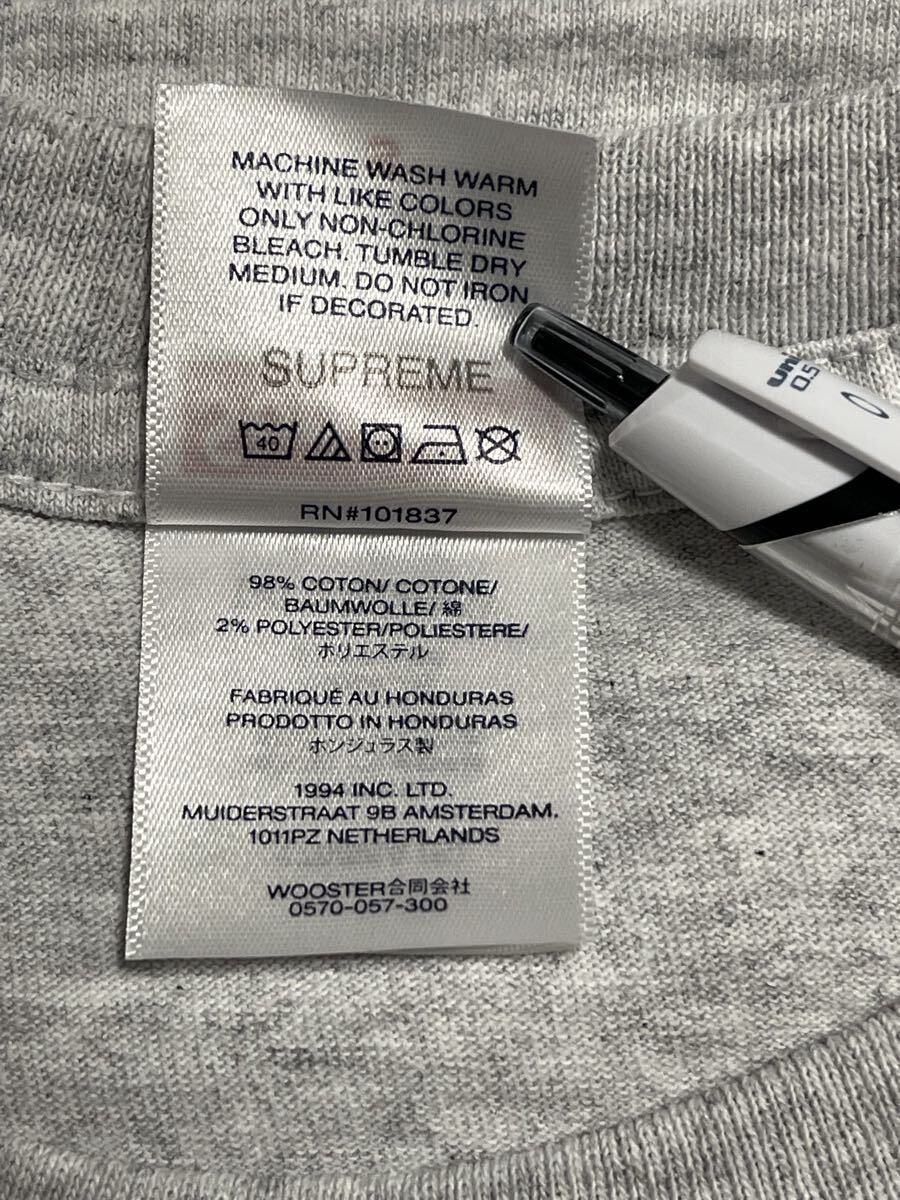 MACHINE WASH WARM
WITH LIKE COLORS
ONLY NON-CHLORINE
BLEACH. TUMBLE DRY
MEDIUM. DO NOT IRON
IF DECORATED.
SUPREME
40
RN#101837
98% COTON/ COTONE/
BAUMWOLLE/ 綿
2% POLYESTER/POLIESTERE/
ポリエステル
FABRIQUÉ AU HONDURAS
PRODOTTO IN HONDURAS
ホンジュラス製
1994 INC. LTD.
MUIDERSTRAAT 9B AMSTERDAM.
1011PZ NETHERLANDS
WOOSTER合同会社
0570-057-300
0.5